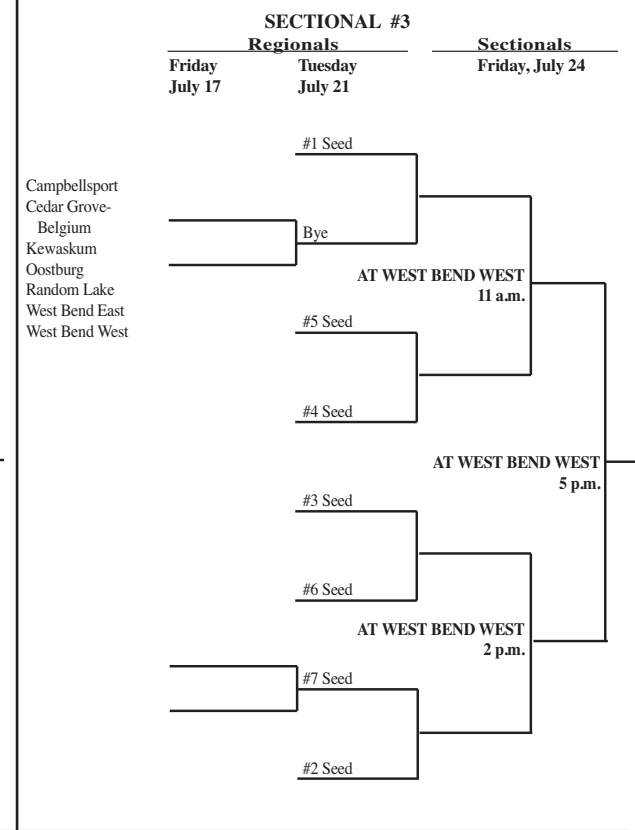 SECTIONAL #3
Regionals
Sectionals
Friday
July 17
Tuesday
July 21
Friday, July 24
#1 Seed
Campbellsport
Cedar Grove-
Belgium
Kewaskum
Oostburg
Random Lake
West Bend East
West Bend West
Bye
AT WEST BEND WEST
11 a.m.
#5 Seed
#4 Seed
AT WEST BEND WEST
5 p.m.
#3 Seed
#6 Seed
AT WEST BEND WEST
2 p.m.
#7 Seed
#2 Seed